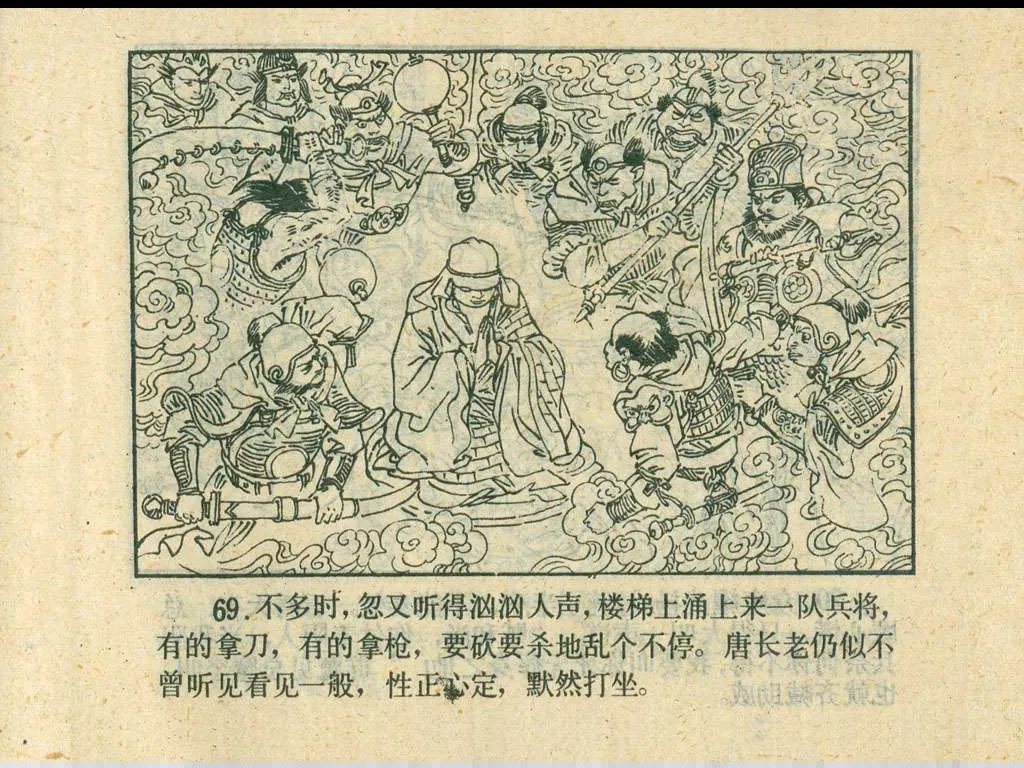 69.不多时,忽又听得汹汹人声,楼梯上涌上来一队兵将,
有的拿刀,有的拿枪,要砍要杀地乱个不停。唐长老仍似不
曾听见看见一般,性正心定,默然打坐。